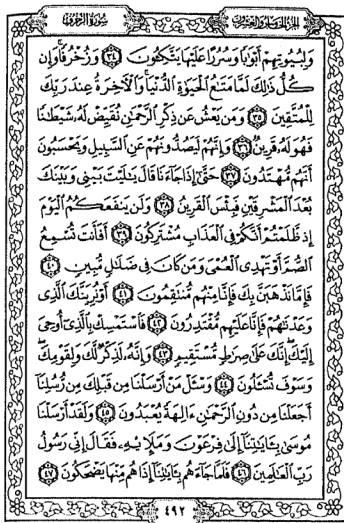 الجزء الخامس والعشرون
سورة الزخرف
وَلِبُيُوتِهِمْ أَبْوَٰبًا وَسُرُرًا عَلَيْهَا يَتَّكِـُٔونَ ٣٤ وَزُخْرُفًا وَإِن
كُلُّ ذَٰلِكَ لَمَّا مَتَـٰعُ ٱلْحَيَوٰةِ ٱلدُّنْيَا وَٱلْـَٔاخِرَةُ عِندَ رَبِّكَ
لِلْمُتَّقِينَ ٣٥ وَمَن يَعْشُ عَن ذِكْرِ ٱلرَّحْمَـٰنِ نُقَيِّضْ لَهُۥ شَيْطَـٰنًا
فَهُوَ لَهُۥ قَرِينٌ ٣٦ وَإِنَّهُمْ لَيَصُدُّونَهُمْ عَنِ ٱلسَّبِيلِ وَيَحْسَبُونَ
أَنَّهُم مُّهْتَدُونَ ٣٧ حَتَّىٰٓ إِذَا جَآءَنَا قَالَ يَـٰلَيْتَ بَيْنِى وَبَيْنَكَ
بُعْدَ ٱلْمَشْرِقَيْنِ فَبِئْسَ ٱلْقَرِينُ ٣٨ وَلَن يَنفَعَكُمُ ٱلْيَوْمَ
إِذ ظَّلَمْتُمْ أَنَّكُمْ فِى ٱلْعَذَابِ مُشْتَرِكُونَ ٣٩ أَفَأَنتَ تُسْمِعُ
ٱلصُّمَّ أَوْ تَهْدِى ٱلْعُمْىَ وَمَن كَانَ فِى ضَلَـٰلٍ مُّبِينٍ ٤٠
فَإِمَّا نَذْهَبَنَّ بِكَ فَإِنَّا مِنْهُم مُّنتَقِمُونَ ٤١ أَوْ نُرِيَنَّكَ ٱلَّذِى
وَعَدْنَـٰهُمْ فَإِنَّا عَلَيْهِم مُّقْتَدِرُونَ ٤٢ فَٱسْتَمْسِكْ بِٱلَّذِىٓ أُوحِىَ
إِلَيْكَ إِنَّكَ عَلَىٰ صِرَٰطٍ مُّسْتَقِيمٍ ٤٣ وَإِنَّهُۥ لَذِكْرٌ لَّكَ وَلِقَوْمِكَ
وَسَوْفَ تُسْـَٔلُونَ ٤٤ وَسْـَٔلْ مَنْ أَرْسَلْنَا مِن قَبْلِكَ مِن رُّسُلِنَآ
أَجَعَلْنَا مِن دُونِ ٱلرَّحْمَـٰنِ ءَالِهَةً يُعْبَدُونَ ٤٥ وَلَقَدْ أَرْسَلْنَا
مُوسَىٰ بِـَٔايَـٰتِنَآ إِلَىٰ فِرْعَوْنَ وَمَلَإِي۟هِۦ فَقَالَ إِنِّى رَسُولُ
رَبِّ ٱلْعَـٰلَمِينَ ٤٦ فَلَمَّا جَآءَهُم بِـَٔايَـٰتِنَآ إِذَا هُم مِّنْهَا يَضْحَكُونَ ٤٧
٤٩٢